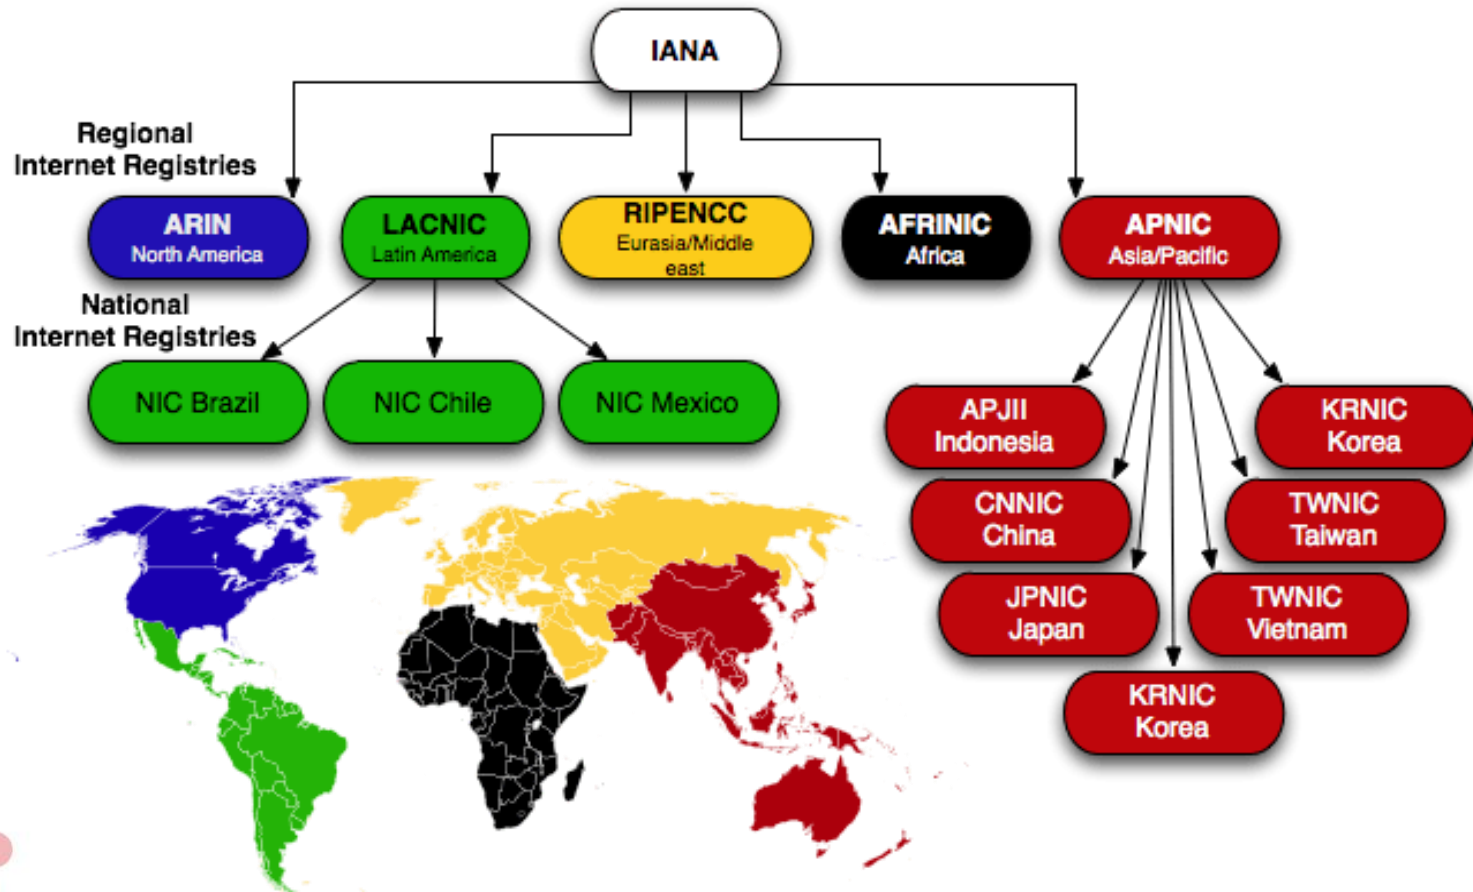 IANA
Regional
Internet Registries
ARIN
North America
LACNIC
Latin America
RIPENCC
Eurasia/Middle
east
AFRINIC
Africa
APNIC
Asia/Pacific
National
Internet Registries
NIC Brazil
NIC Chile
NIC Mexico
APJII
Indonesia
KRNIC
Korea
CNNIC
China
TWNIC
Taiwan
JPNIC
Japan
TWNIC
Vietnam
KRNIC
Korea